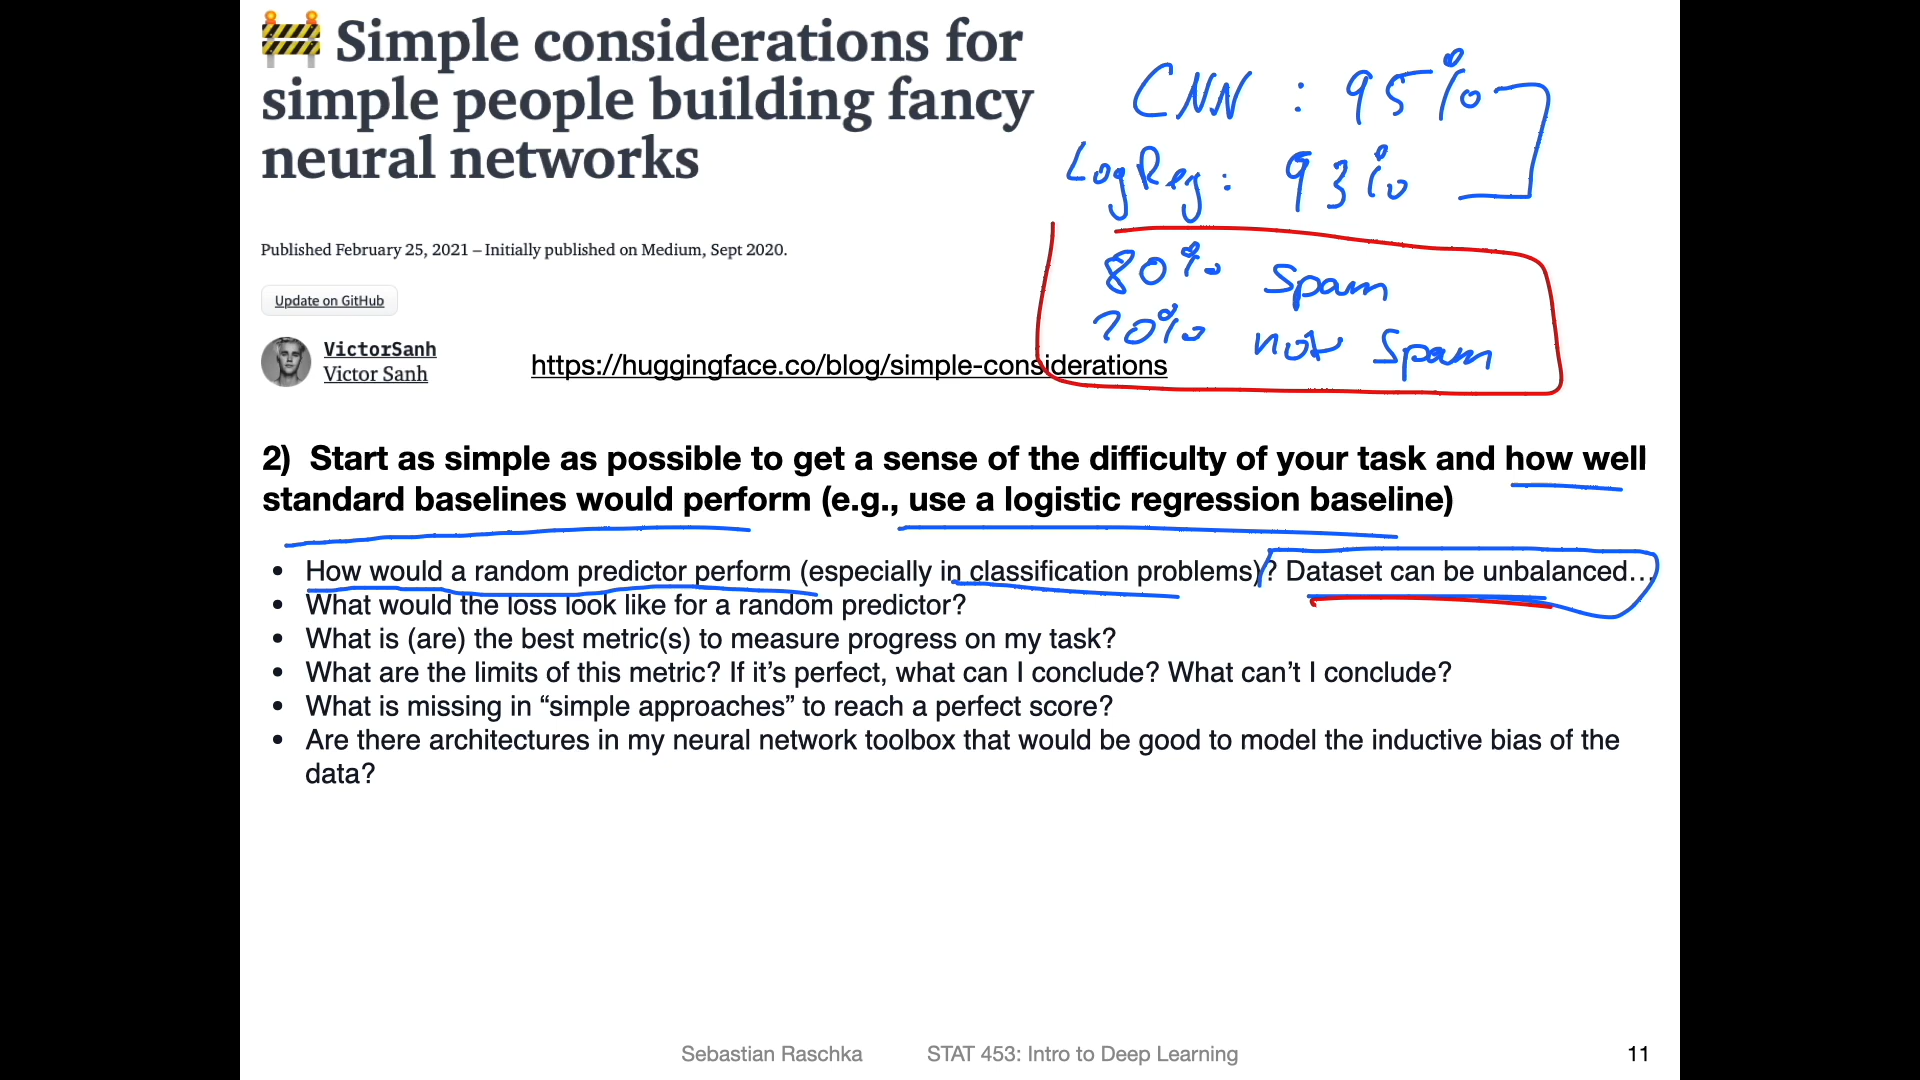 🚧 Simple considerations for
simple people building fancy
neural networks
CNN : 95%
LogReg : 93%
80% Spam
20% not Spam
Published February 25, 2021 – Initially published on Medium, Sept 2020.
Update on GitHub
VictorSanh
Victor Sanh
https://huggingface.co/blog/simple-considerations
2) Start as simple as possible to get a sense of the difficulty of your task and how well
standard baselines would perform (e.g., use a logistic regression baseline)
• How would a random predictor perform (especially in classification problems)? Dataset can be unbalanced…
• What would the loss look like for a random predictor?
• What is (are) the best metric(s) to measure progress on my task?
• What are the limits of this metric? If it’s perfect, what can I conclude? What can’t I conclude?
• What is missing in “simple approaches” to reach a perfect score?
• Are there architectures in my neural network toolbox that would be good to model the inductive bias of the
data?
Sebastian Raschka STAT 453: Intro to Deep Learning 11